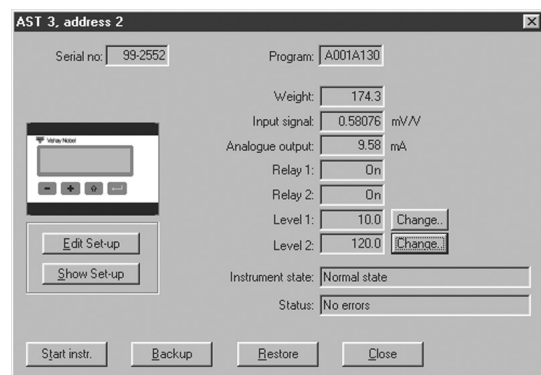 AST 3, address 2
Serial no: 99-2552 Program: A001A130
Weight: 174.3
Input signal: 0.58076 mV/V
Analogue output: 9.58 mA
Relay 1: On
Relay 2: On
Level 1: 10.0 Change..
Level 2: 120.0 Change..
Vishay Nobel
Edit Set-up
Show Set-up
Instrument state: Normal state
Status: No errors
Start instr. Backup Restore Close